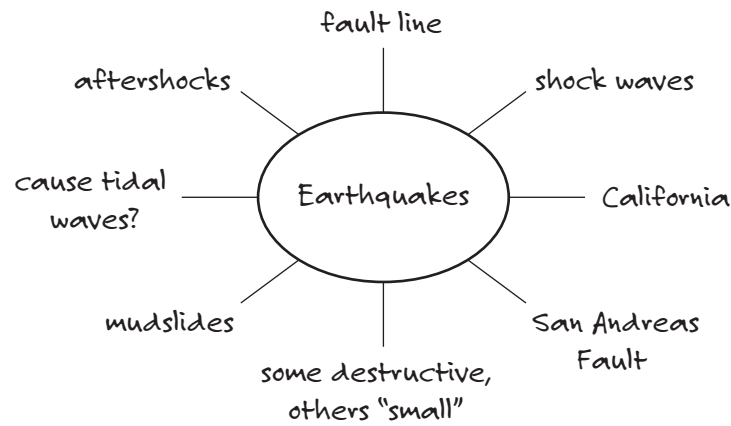 fault line
aftershocks
shock waves
cause tidal
waves?
Earthquakes
California
mudslides
San Andreas
Fault
some destructive,
others “small”